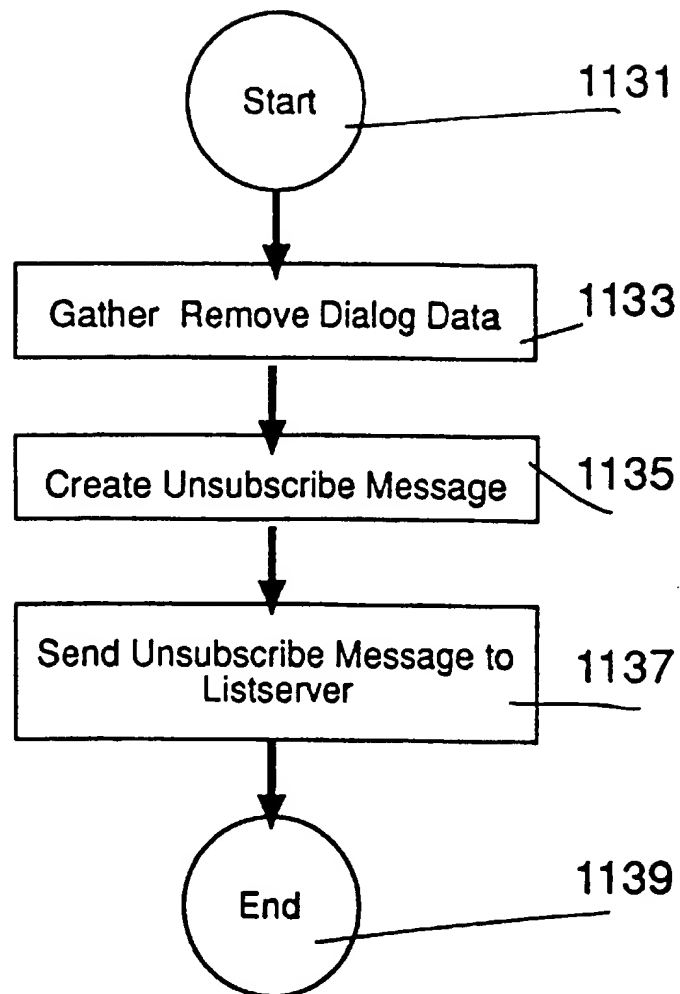 Start
1131
Gather Remove Dialog Data
1133
Create Unsubscribe Message
1135
Send Unsubscribe Message to
Listserver
1137
End
1139